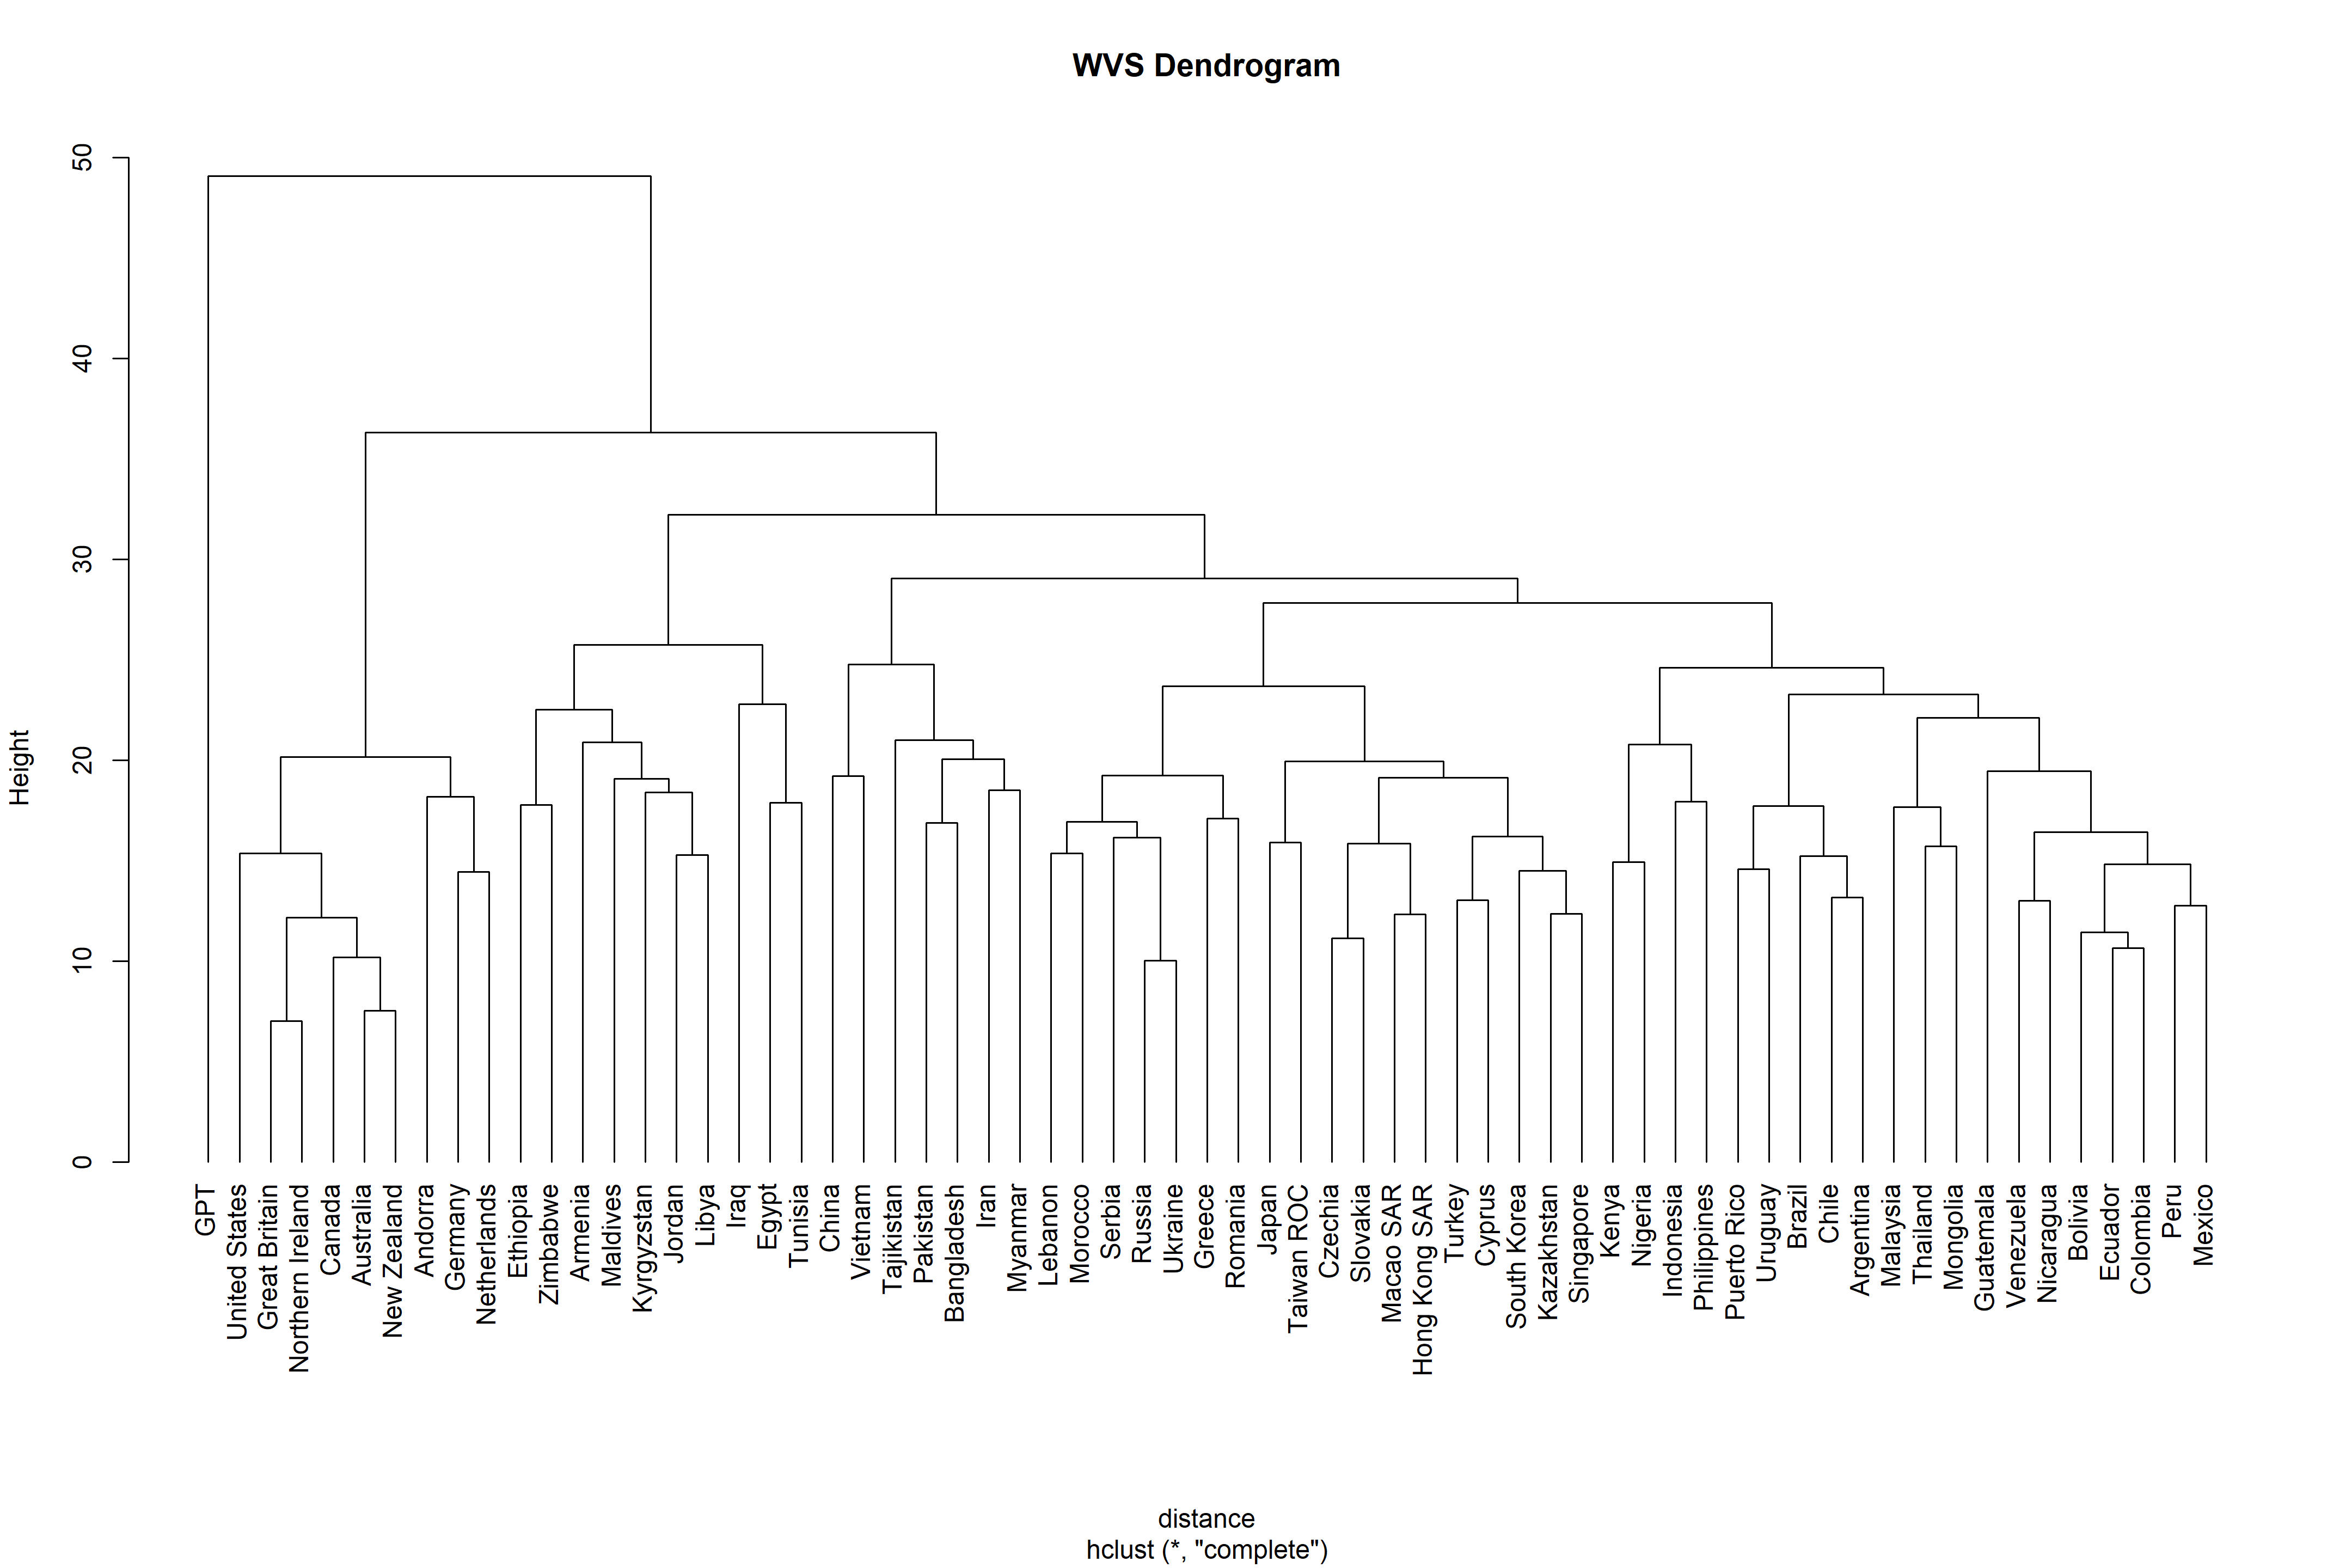 WVS Dendrogram
50
40
30
20
10
0
Height
GPT
United States
Great Britain
Northern Ireland
Canada
Australia
New Zealand
Andorra
Germany
Netherlands
Ethiopia
Zimbabwe
Armenia
Maldives
Kyrgyzstan
Jordan
Libya
Iraq
Egypt
Tunisia
China
Vietnam
Tajikistan
Pakistan
Bangladesh
Iran
Myanmar
Lebanon
Morocco
Serbia
Russia
Ukraine
Greece
Romania
Japan
Taiwan ROC
Czechia
Slovakia
Macao SAR
Hong Kong SAR
Turkey
Cyprus
South Korea
Kazakhstan
Singapore
Kenya
Nigeria
Indonesia
Philippines
Puerto Rico
Uruguay
Brazil
Chile
Argentina
Malaysia
Thailand
Mongolia
Guatemala
Venezuela
Nicaragua
Bolivia
Ecuador
Colombia
Peru
Mexico
distance
hclust (*, "complete")